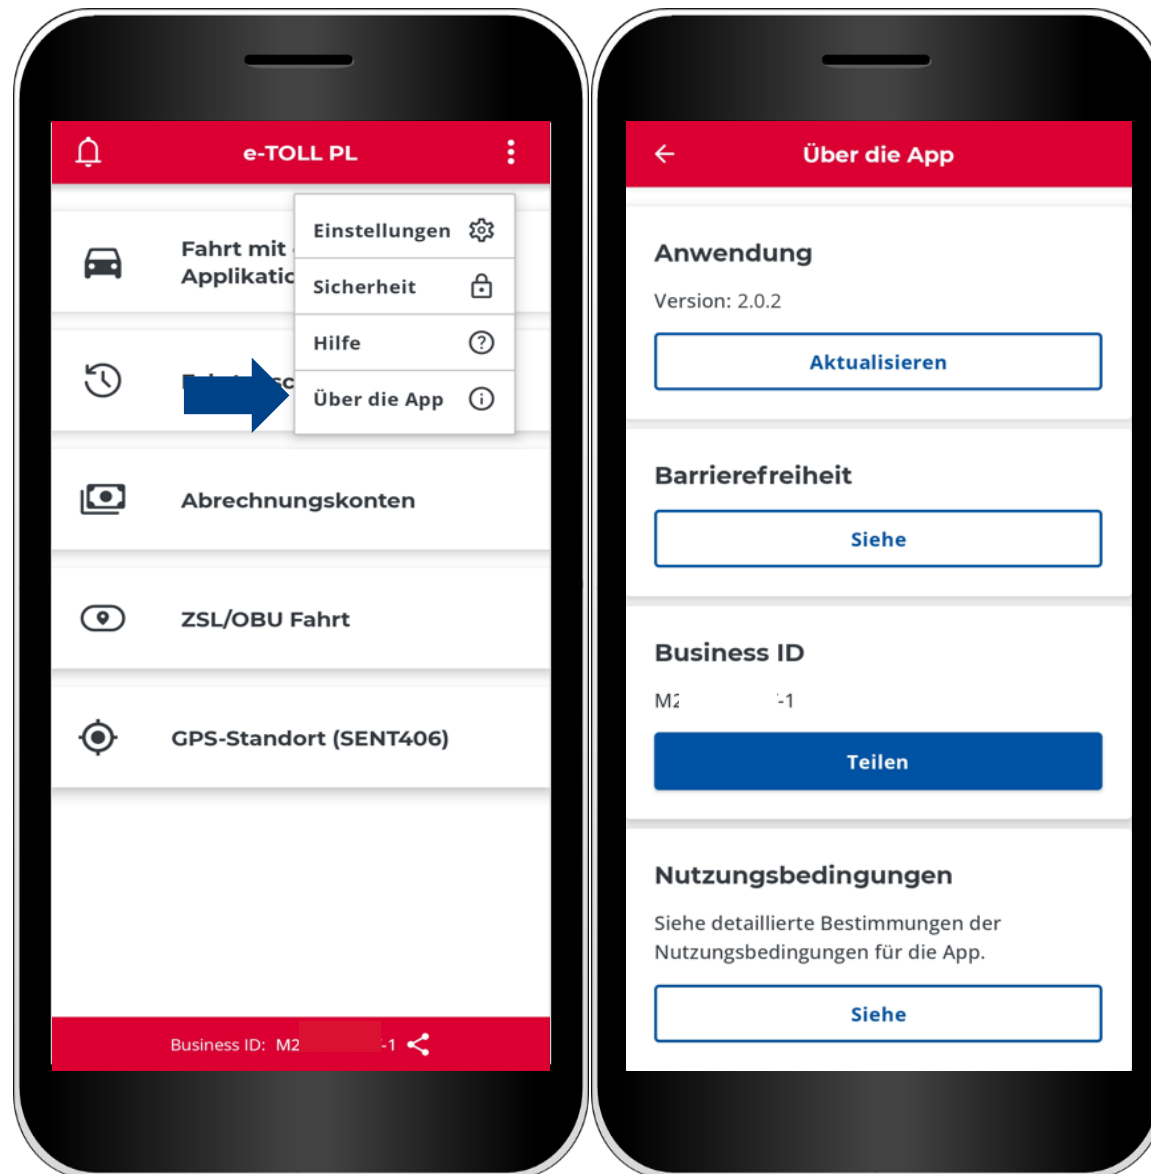 e-TOLL PL
Einstellungen
Fahrt mit
Applikatio
Sicherheit
Hilfe
Über die App
Abrechnungskonten
ZSL/OBU Fahrt
GPS-Standort (SENT406)
Business ID: M2 -1
Über die App
Anwendung
Version: 2.0.2
Aktualisieren
Barrierefreiheit
Siehe
Business ID
M2 -1
Teilen
Nutzungsbedingungen
Siehe detaillierte Bestimmungen der
Nutzungsbedingungen für die App.
Siehe